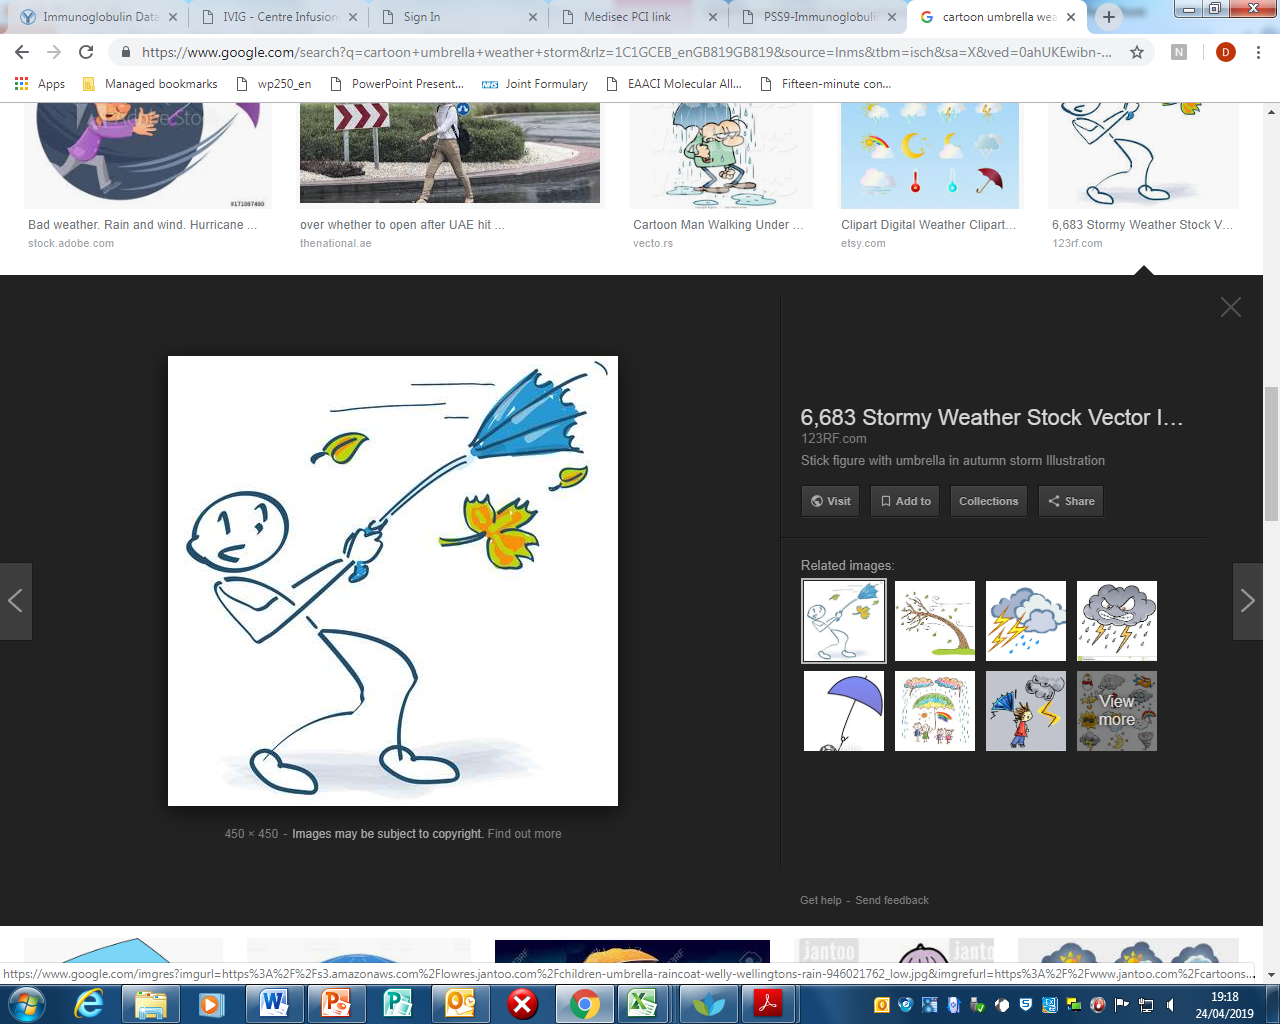 Immunoglobulin Data
IVIG - Centre Infusion
Sign In
Medisec PCI link
PSS9-Immunoglobulin
cartoon umbrella wea
https://www.google.com/search?q=cartoon+umbrella+weather+storm&rlz=1C1GCEB_enGB819GB819&source=lnms&tbm=isch&sa=X&ved=0ahUKEwibn-...
N
D
Apps
Managed bookmarks
wp250_en
PowerPoint Present...
NHS
Joint Formulary
EAACI Molecular All...
Fifteen-minute con...
Adobe Stock
#171087480
Bad weather. Rain and wind. Hurricane ...
stock.adobe.com
over whether to open after UAE hit ...
thenational.ae
Cartoon Man Walking Under ...
vecto.rs
Clipart Digital Weather Clipart...
etsy.com
6,683 Stormy Weather Stock V...
123rf.com
6,683 Stormy Weather Stock Vector I...
123RF.com
Stick figure with umbrella in autumn storm Illustration
Visit
Add to
Collections
Share
Related images:
View
more
450 × 450 - Images may be subject to copyright. Find out more
Get help - Send feedback
jantoo
jantoo
https://www.google.com/imgres?imgurl=https%3A%2F%2Fs3.amazonaws.com%2Flowres.jantoo.com%2Fchildren-umbrella-raincoat-welly-wellingtons-rain-946021762_low.jpg&imgrefurl=https%3A%2F%2Fwww.jantoo.com%2Fcartoons...
19:18
24/04/2019